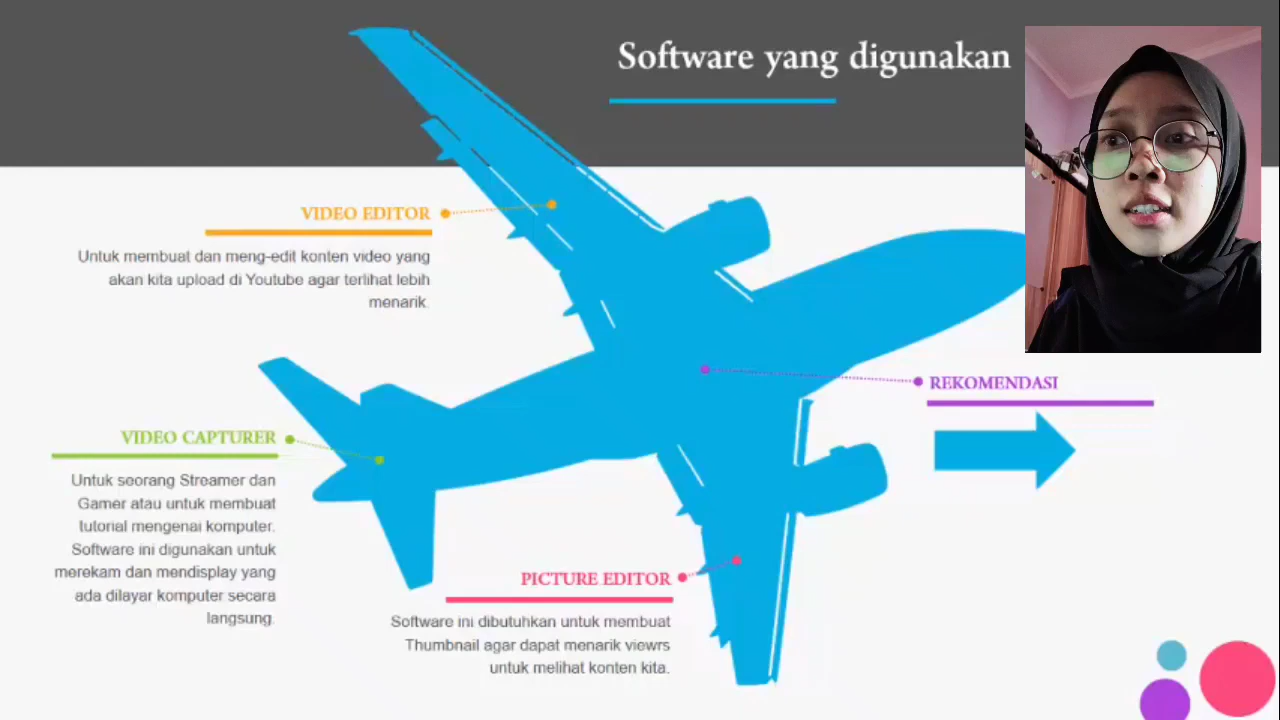 Software yang digunakan
VIDEO EDITOR
Untuk membuat dan meng-edit konten video yang
akan kita upload di Youtube agar terlihat lebih
menarik.
REKOMENDASI
VIDEO CAPTURER
Untuk seorang Streamer dan
Gamer atau untuk membuat
tutorial mengenai komputer.
Software ini digunakan untuk
merekam dan mendisplay yang
ada dilayar komputer secara
langsung.
PICTURE EDITOR
Software ini dibutuhkan untuk membuat
Thumbnail agar dapat menarik viewrs
untuk melihat konten kita.